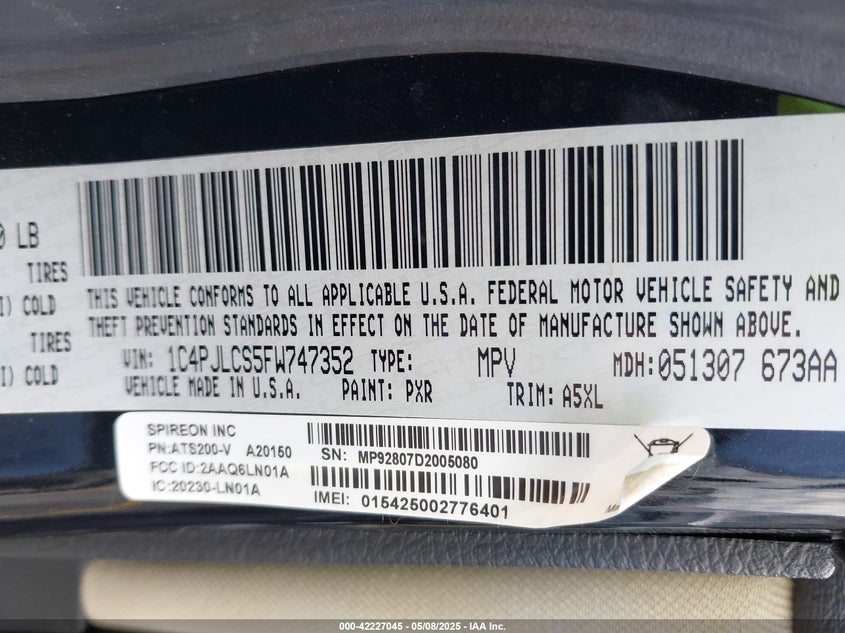 0 LB
TIRES
I) COLD
TIRES
I) COLD
THIS VEHICLE CONFORMS TO ALL APPLICABLE U.S.A. FEDERAL MOTOR VEHICLE SAFETY AND
THEFT PREVENTION STANDARDS IN EFFECT ON THE DATE OF MANUFACTURE SHOWN ABOVE.
VIN: 1C4PJLCS5FW747352 TYPE: MPV MDH:051307 673AA
VEHICLE MADE IN U.S.A. PAINT: PXR TRIM: A5XL
SPIREON INC
PN:ATS200-V A20150
FCC ID:2AAQ6LN01A
IC:20230-LN01A
SN: MP92807D2005080
IMEI: 015425002776401
000-42227045 - 05/08/2025 - IAA Inc.